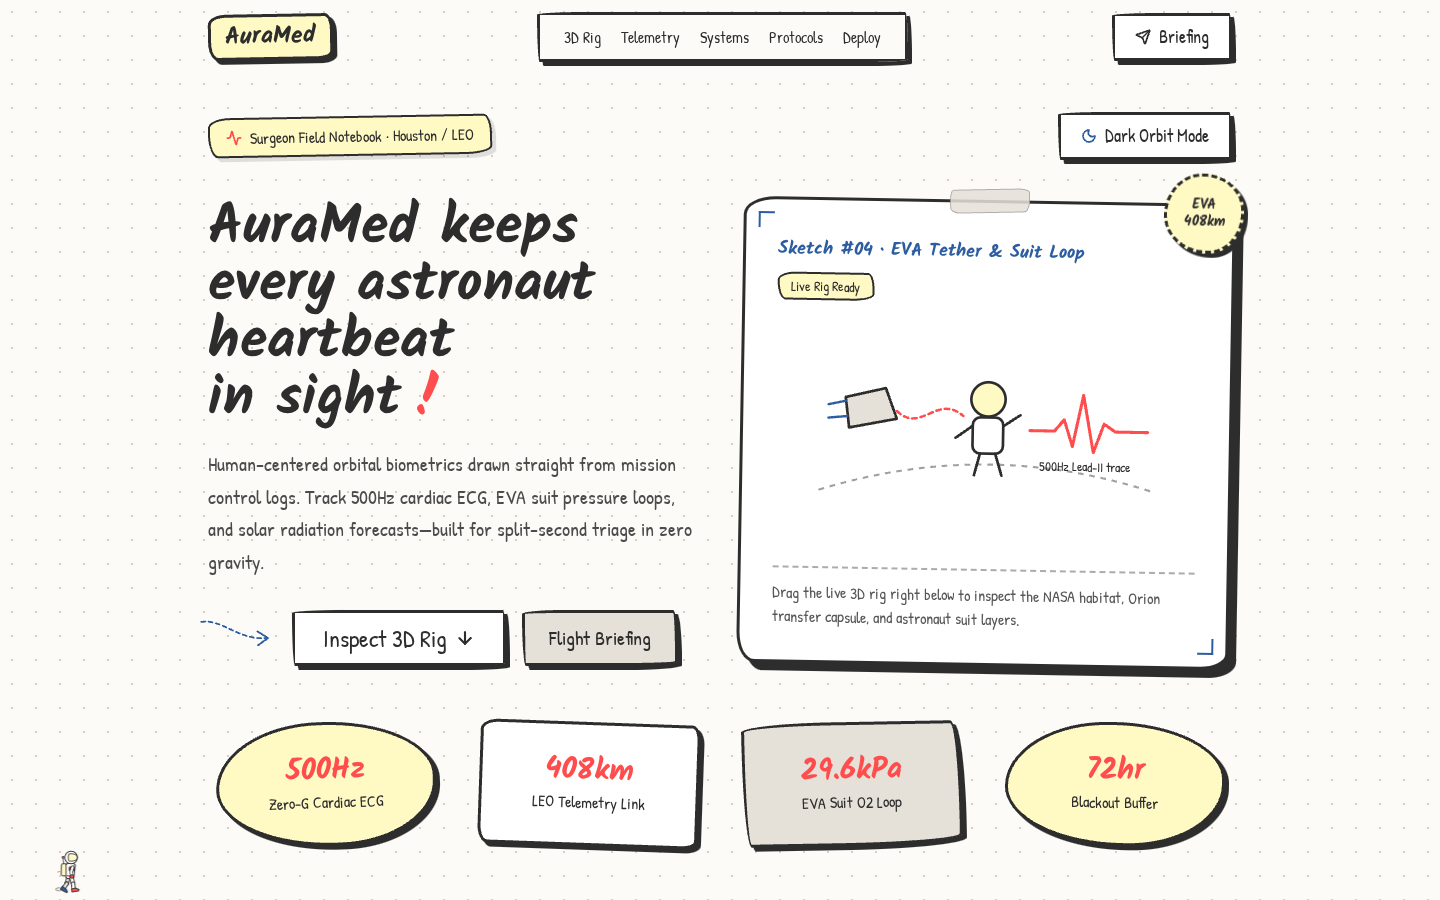 AuraMed
3D Rig Telemetry Systems Protocols Deploy
Briefing
Surgeon Field Notebook · Houston / LEO
Dark Orbit Mode
AuraMed keeps
every astronaut
heartbeat
in sight !
Human-centered orbital biometrics drawn straight from mission
control logs. Track 500Hz cardiac ECG, EVA suit pressure loops,
and solar radiation forecasts—built for split-second triage in zero
gravity.
Inspect 3D Rig ↓
Flight Briefing
EVA
408km
Sketch #04 · EVA Tether & Suit Loop
Live Rig Ready
500Hz Lead-II trace
Drag the live 3D rig right below to inspect the NASA habitat, Orion
transfer capsule, and astronaut suit layers.
500Hz
Zero-G Cardiac ECG
408km
LEO Telemetry Link
29.6kPa
EVA Suit O2 Loop
72hr
Blackout Buffer